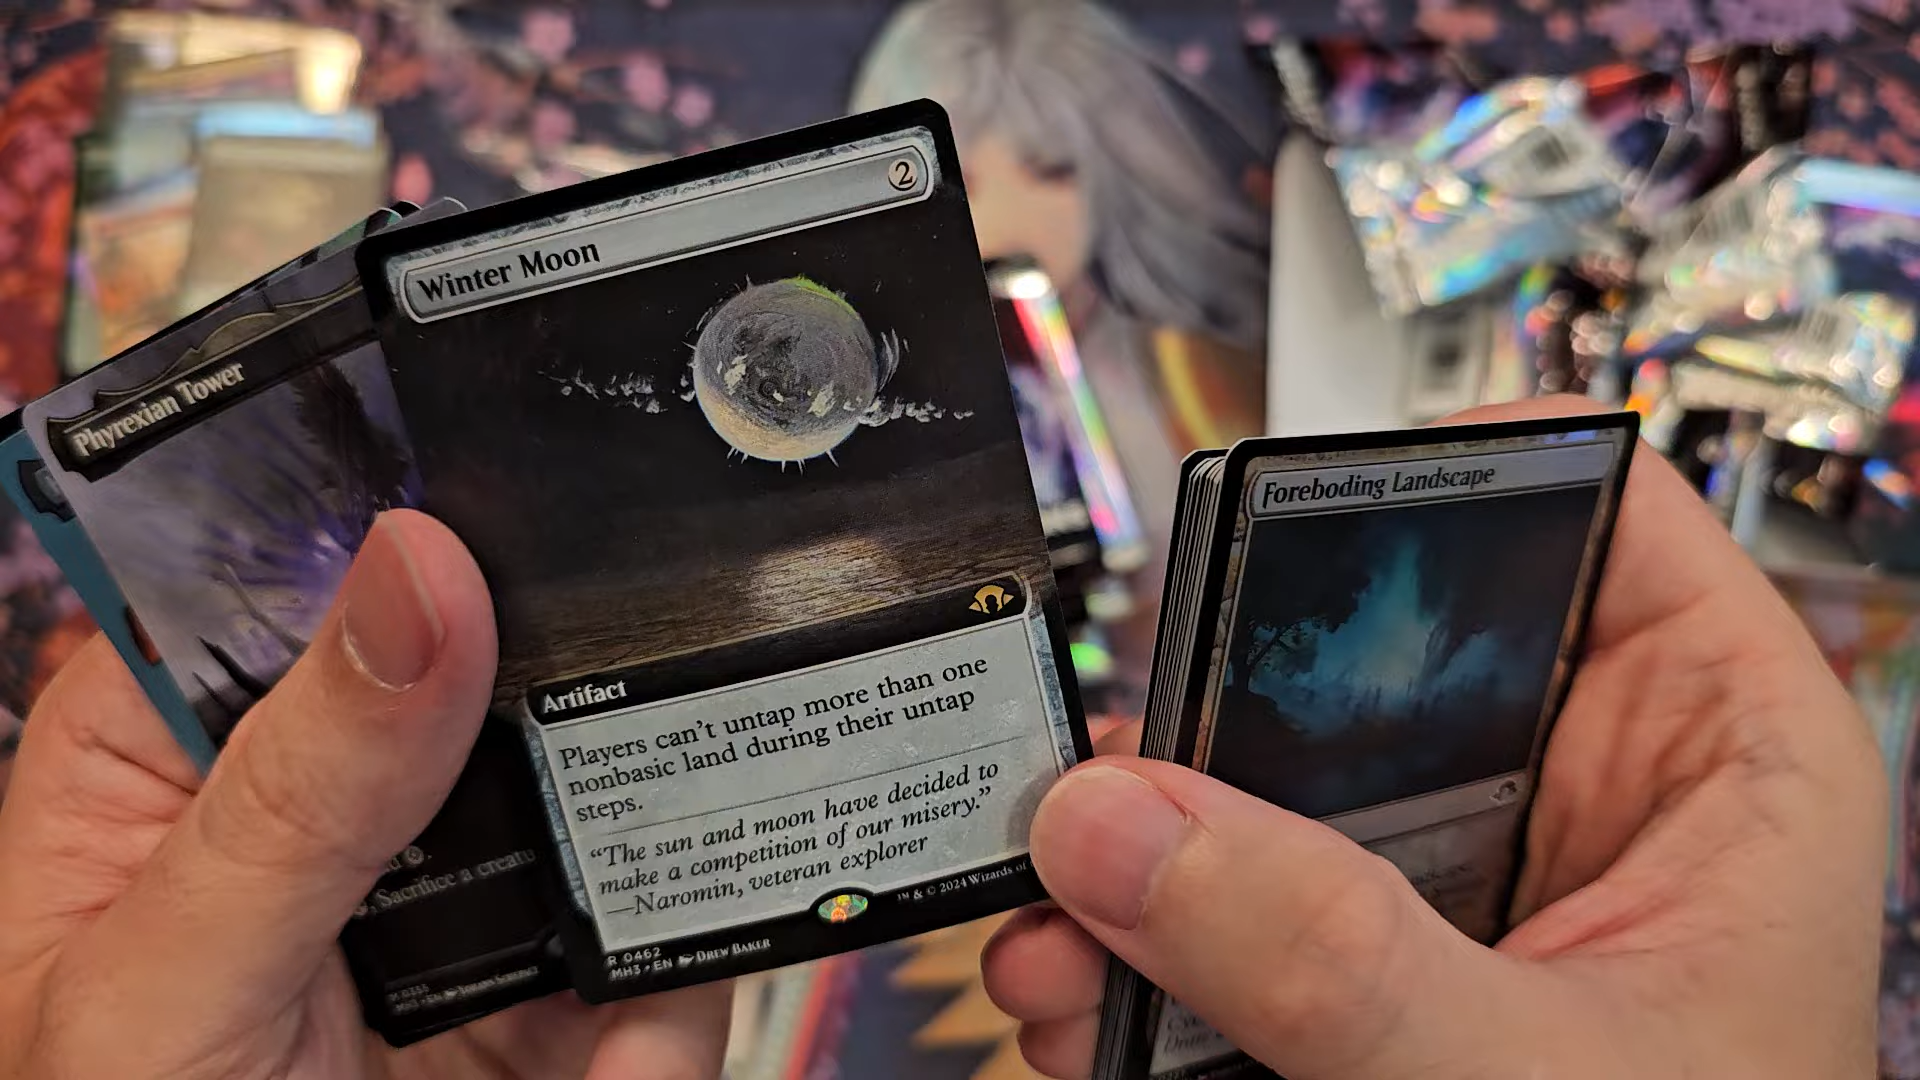 Winter Moon
2
Artifact
Players can't untap more than one
nonbasic land during their untap
steps.
"The sun and moon have decided to
make a competition of our misery."
—Naromin, veteran explorer
R 0462
MH3 • EN DREW BAKER
™ & © 2024 Wizards of
Phyrexian Tower
Sacrifice a creatu
MH3 • EN
Foreboding Landscape